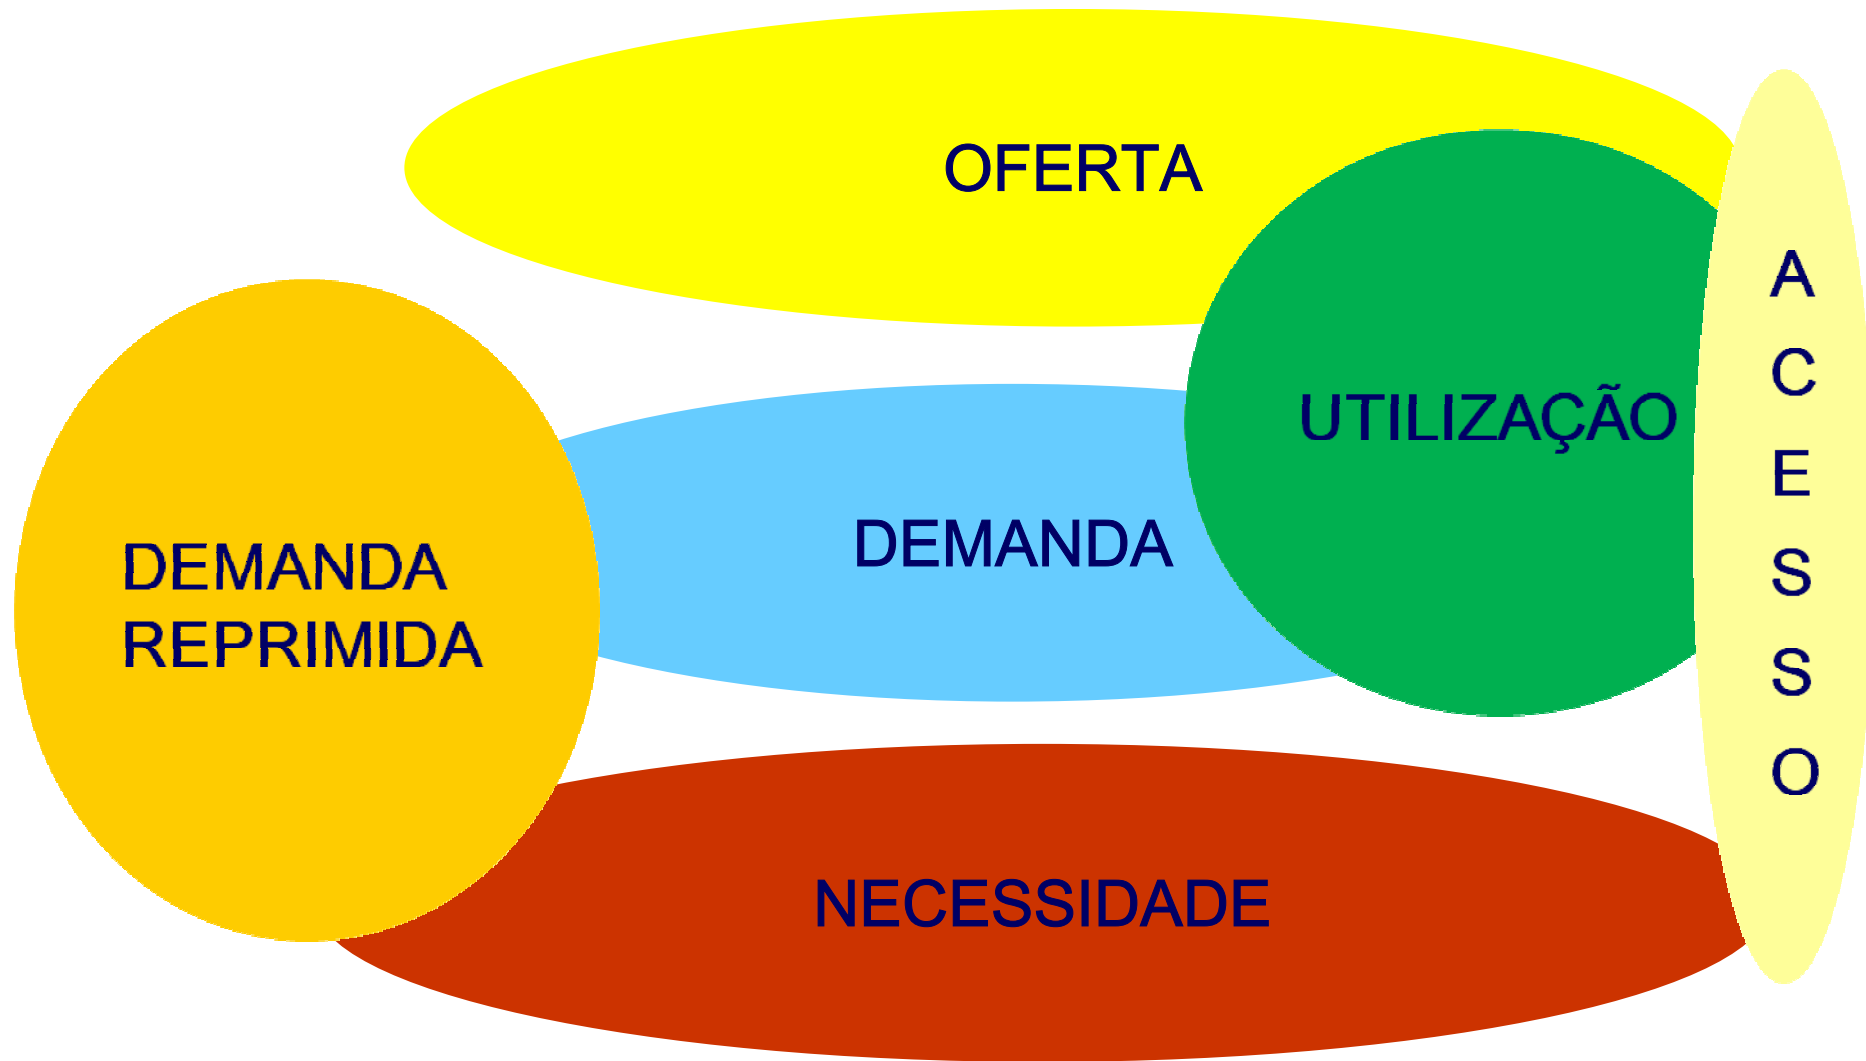 OFERTA
UTILIZAÇÃO
DEMANDA
DEMANDA
REPRIMIDA
NECESSIDADE
A
C
E
S
S
O